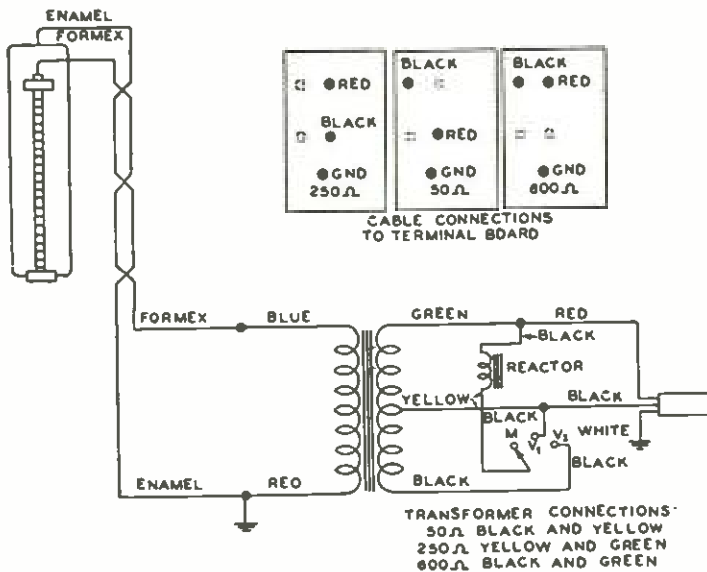 ENAMEL
FORMEX
BLACK
BLACK
RED
BLACK
RED
GND
GND
GND
250Ω
50Ω
600Ω
CABLE CONNECTIONS
TO TERMINAL BOARD
FORMEX
BLUE
GREEN
RED
BLACK
REACTOR
YELLOW
BLACK
BLACK
M
V1
V2
WHITE
BLACK
ENAMEL
RED
BLACK
TRANSFORMER CONNECTIONS-
50Ω BLACK AND YELLOW
250Ω YELLOW AND GREEN
600Ω BLACK AND GREEN